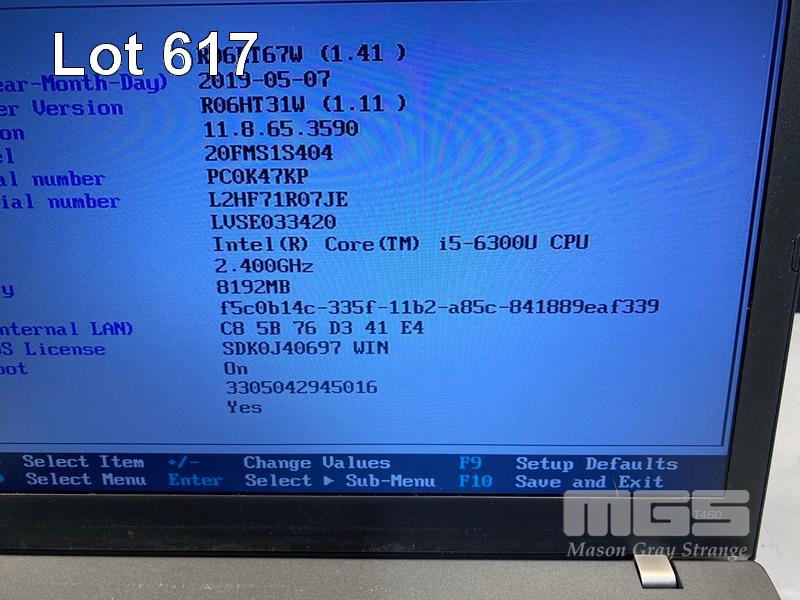 Lot 617
R06ET67W (1.41 )
ear-Month-Day) 2019-05-07
er Version R06HT31W (1.11 )
on 11.8.65.3590
el 20FMS1S404
al number PC0K47KP
ial number L2HF71R07JE
LVSE033420
Intel(R) Core(TM) i5-6300U CPU
2.400GHz
y 8192MB
f5c0b14c-335f-11b2-a85c-841889eaf339
nternal LAN) C8 5B 76 D3 41 E4
OS License SDK0J40697 WIN
oot On
3305042945016
Yes
Select Item +/- Change Values F9 Setup Defaults
Select Menu Enter Select ▶ Sub-Menu F10 Save and Exit
MGS
T460
Mason Gray Strange